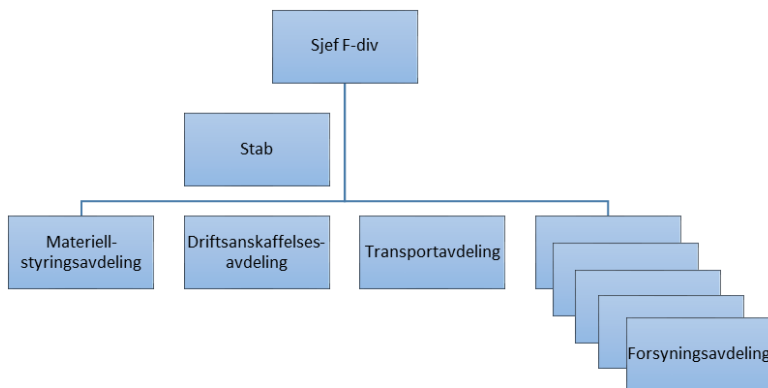 Sjef F-div
Stab
Materiell-
styringsavdeling
Driftsanskaffelses-
avdeling
Transportavdeling
Forsyningsavdeling